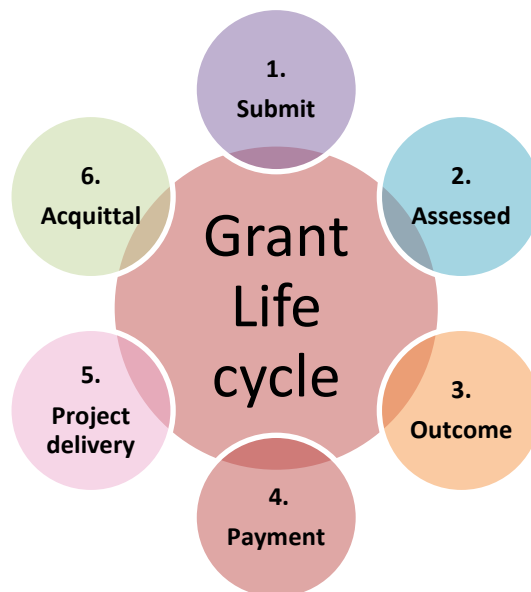 Grant
Life
cycle
1.
Submit
2.
Assessed
3.
Outcome
4.
Payment
5.
Project
delivery
6.
Acquittal